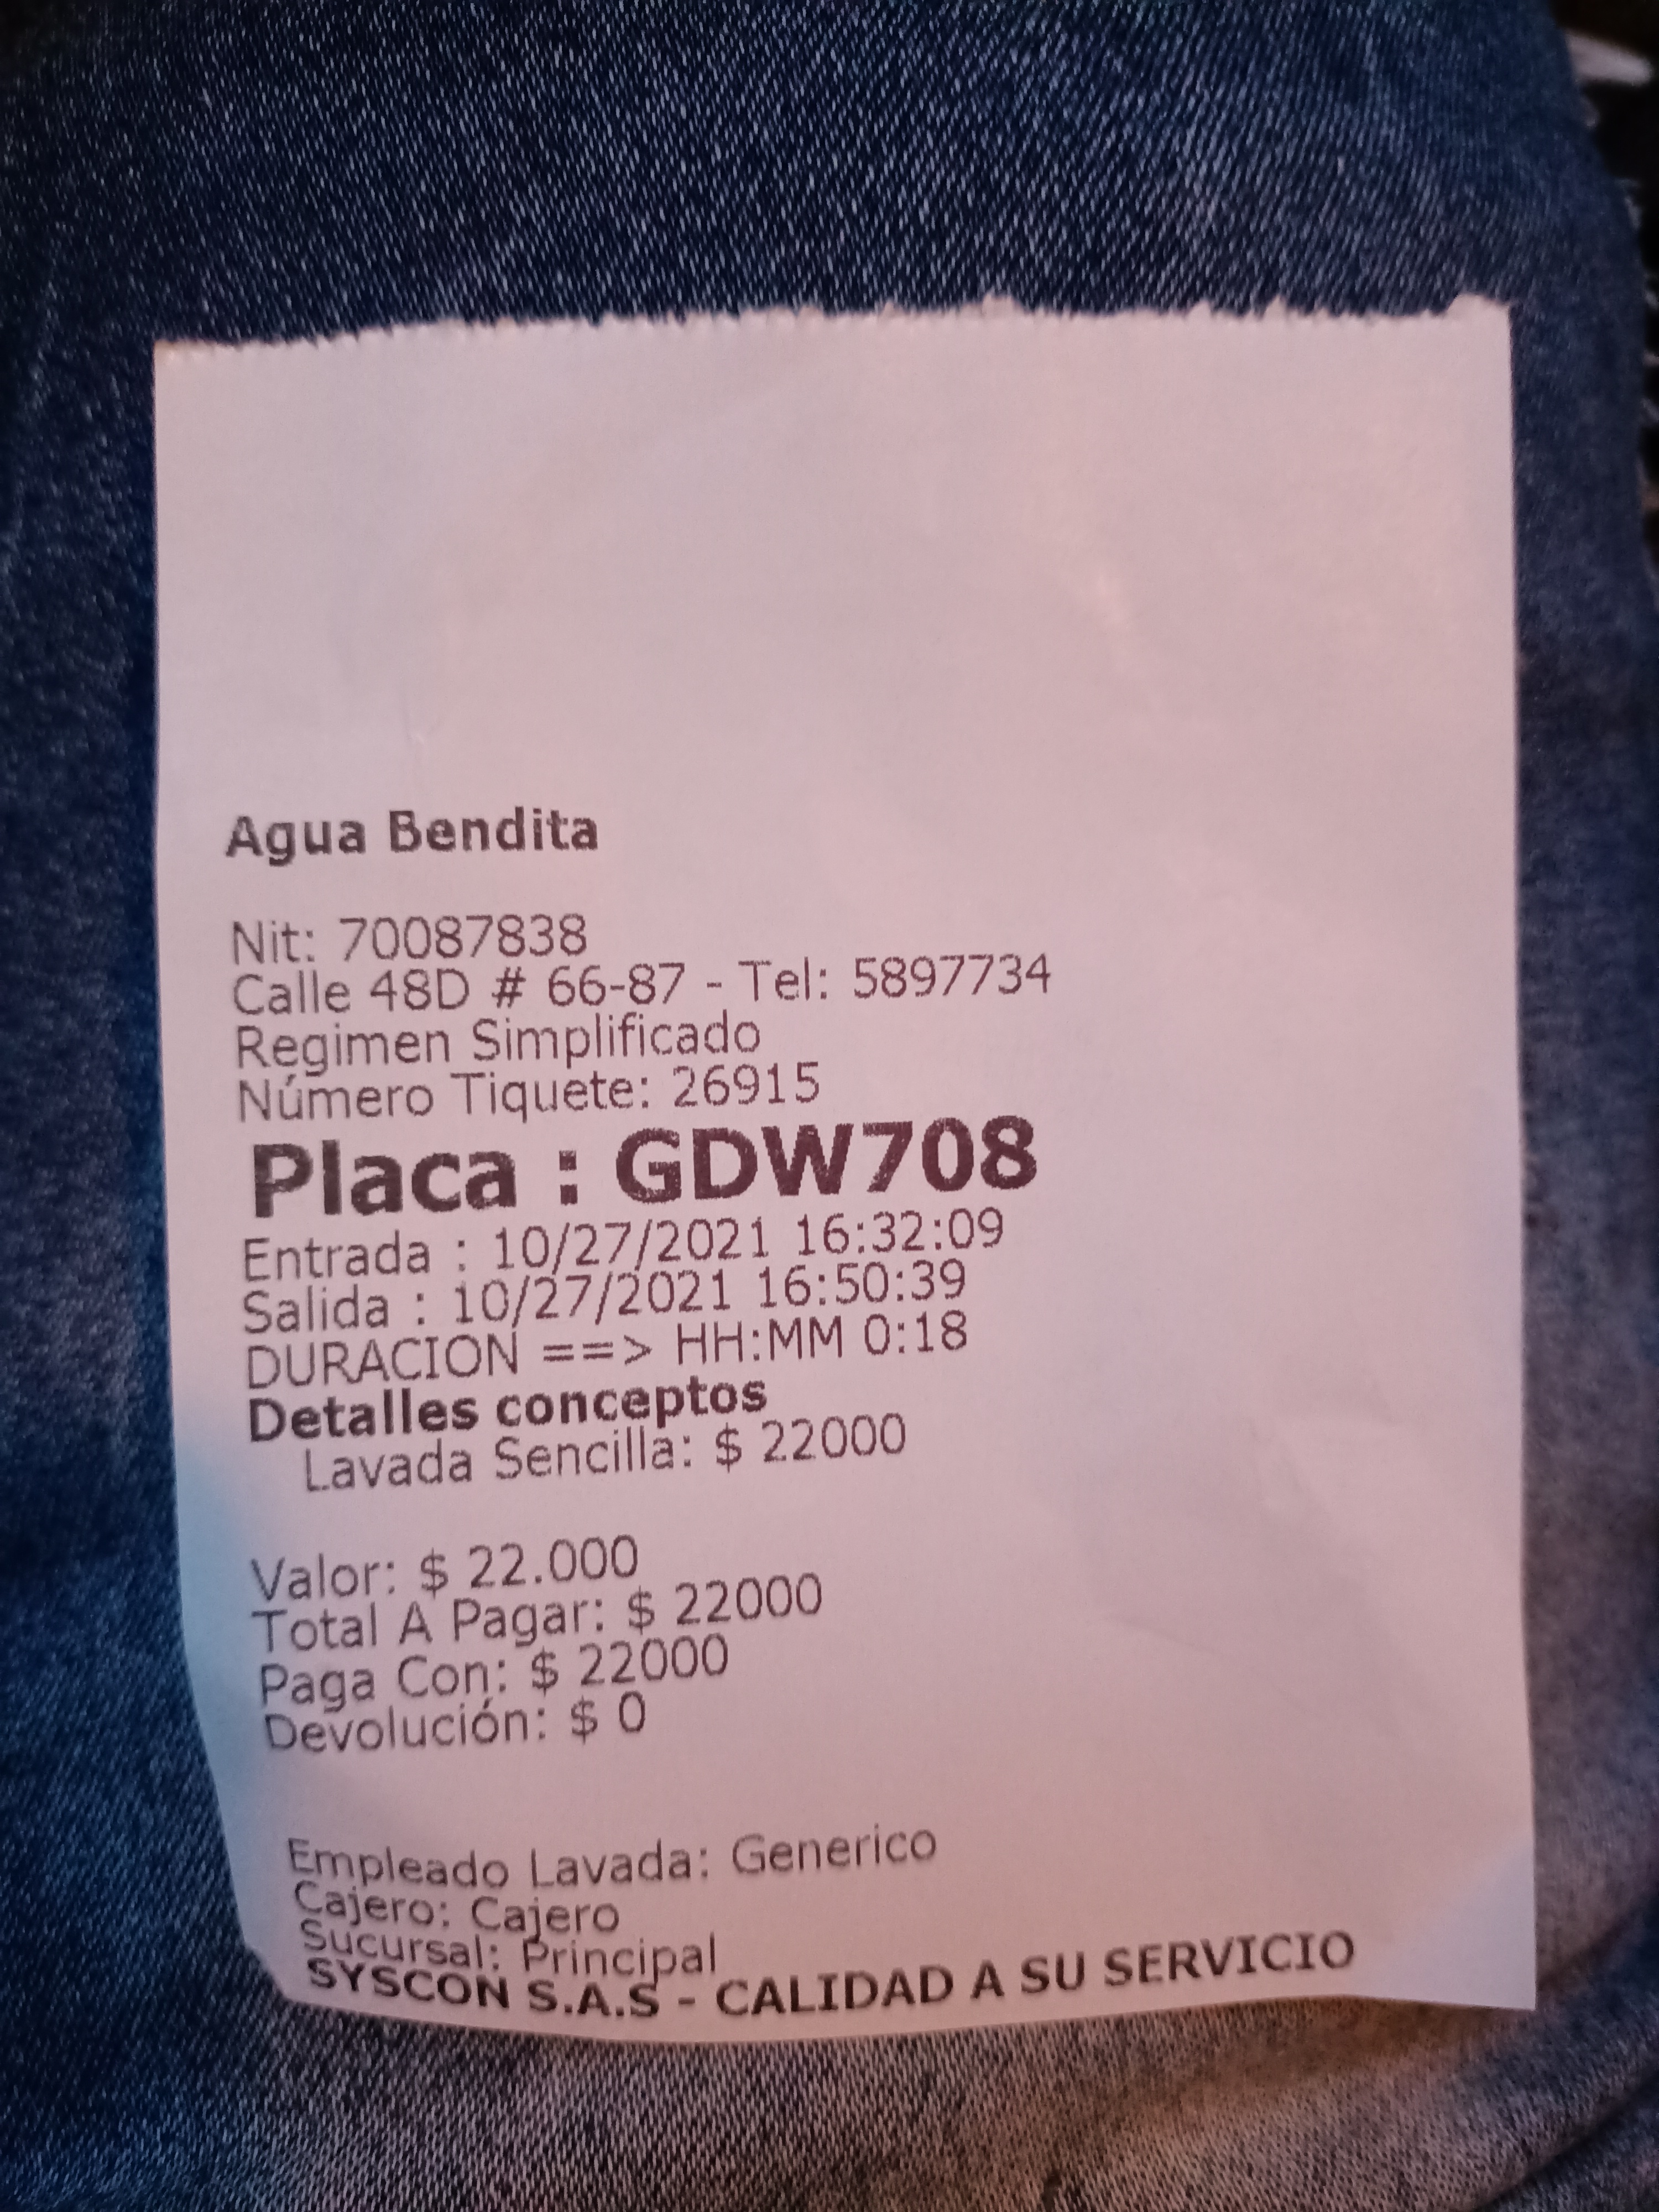 Agua Bendita
Nit: 70087838
Calle 48D # 66-87 - Tel: 5897734
Regimen Simplificado
Número Tiquete: 26915
Placa : GDW708
Entrada : 10/27/2021 16:32:09
Salida : 10/27/2021 16:50:39
DURACION ==> HH:MM 0:18
Detalles conceptos
Lavada Sencilla: $ 22000
Valor: $ 22.000
Total A Pagar: $ 22000
Paga Con: $ 22000
Devolución: $ 0
Empleado Lavada: Generico
Cajero: Cajero
Sucursal: Principal
SYSCON S.A.S - CALIDAD A SU SERVICIO